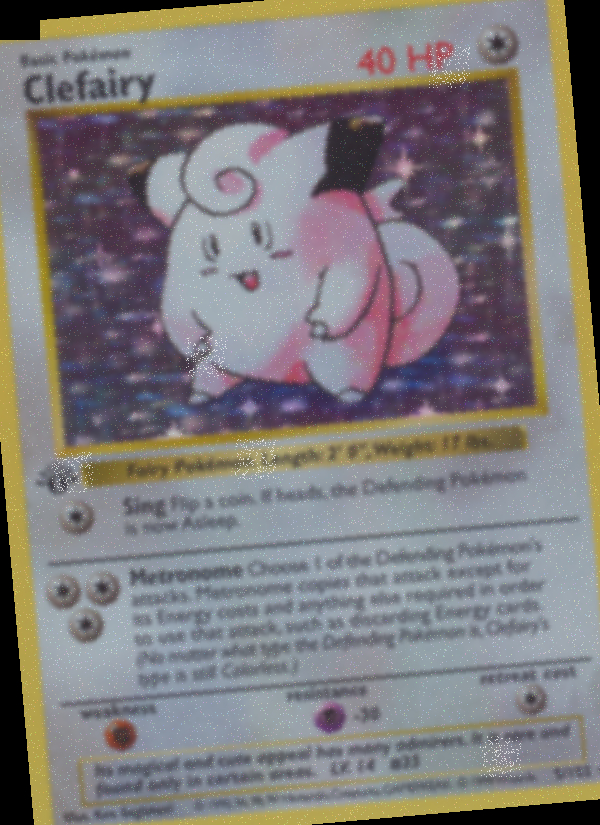 Basic Pokémon
Clefairy
40 HP
Fairy Pokémon. Length: 2' 0", Weight: 17 lbs.
Sing Flip a coin. If heads, the Defending Pokémon
is now Asleep.
Metronome Choose 1 of the Defending Pokémon's
attacks. Metronome copies that attack except for
its Energy costs and anything else required in order
to use that attack, such as discarding Energy cards.
(No matter what type the Defending Pokémon is, Clefairy's
type is still Colorless.)
weakness
resistance
retreat cost
-30
Its magical and cute appeal has many admirers. It is rare and
found only in certain areas. LV. 14 #35
5/102